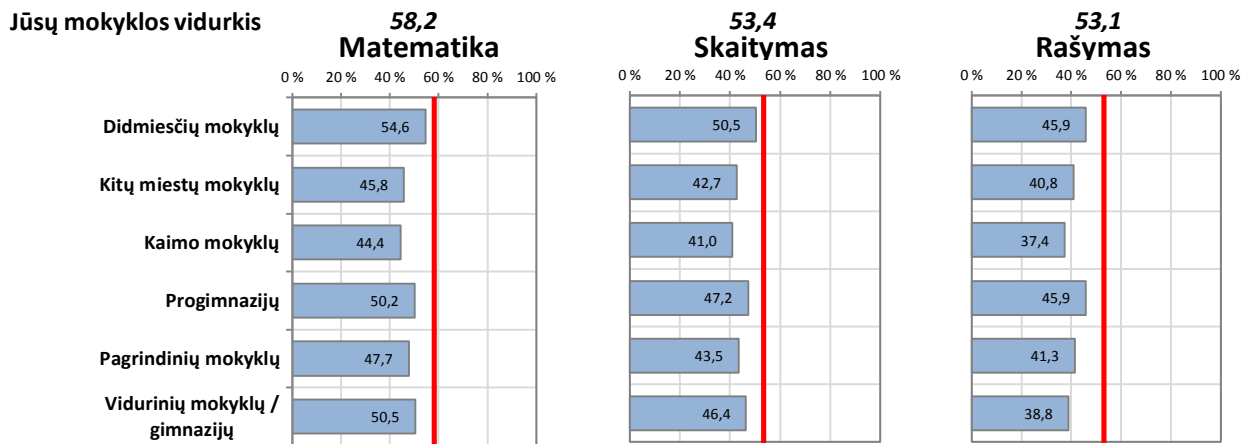 Jūsų mokyklos vidurkis 58,2 53,4 53,1
Matematika Skaitymas Rašymas
0 % 20 % 40 % 60 % 80 % 100 % 0 % 20 % 40 % 60 % 80 % 100 % 0 % 20 % 40 % 60 % 80 % 100 %
Didmiesčių mokyklų 54,6 50,5 45,9
Kitų miestų mokyklų 45,8 42,7 40,8
Kaimo mokyklų 44,4 41,0 37,4
Progimnazijų 50,2 47,2 45,9
Pagrindinių mokyklų 47,7 43,5 41,3
Vidurinių mokyklų /
gimnazijų 50,5 46,4 38,8